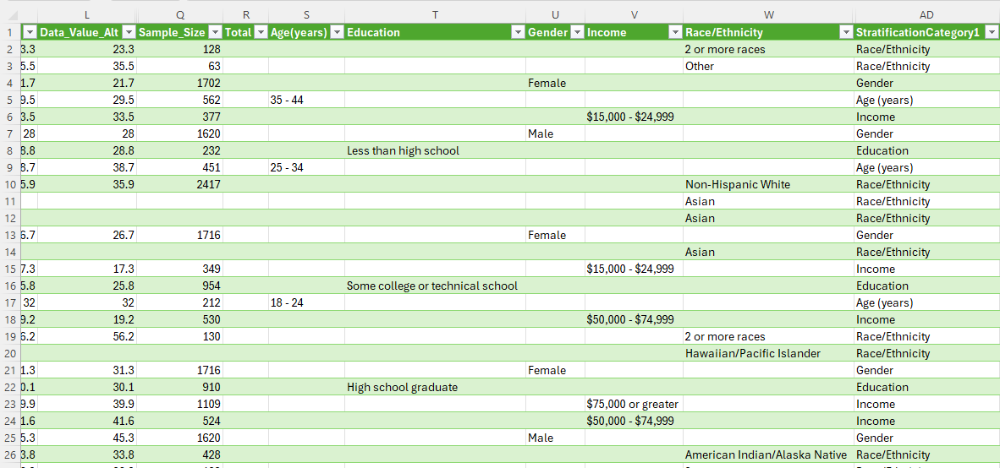 L Q R S T U V W AD
1 Data_Value_Alt Sample_Size Total Age(years) Education Gender Income Race/Ethnicity StratificationCategory1
2 3.3 23.3 128 2 or more races Race/Ethnicity
3 5.5 35.5 63 Other Race/Ethnicity
4 1.7 21.7 1702 Female Gender
5 9.5 29.5 562 35 - 44 Age (years)
6 3.5 33.5 377 $15,000 - $24,999 Income
7 28 28 1620 Male Gender
8 8.8 28.8 232 Less than high school Education
9 8.7 38.7 451 25 - 34 Age (years)
10 5.9 35.9 2417 Non-Hispanic White Race/Ethnicity
11 Asian Race/Ethnicity
12 Asian Race/Ethnicity
13 6.7 26.7 1716 Female Gender
14 Asian Race/Ethnicity
15 7.3 17.3 349 $15,000 - $24,999 Income
16 5.8 25.8 954 Some college or technical school Education
17 32 32 212 18 - 24 Age (years)
18 9.2 19.2 530 $50,000 - $74,999 Income
19 6.2 56.2 130 2 or more races Race/Ethnicity
20 Hawaiian/Pacific Islander Race/Ethnicity
21 1.3 31.3 1716 Female Gender
22 0.1 30.1 910 High school graduate Education
23 9.9 39.9 1109 $75,000 or greater Income
24 1.6 41.6 524 $50,000 - $74,999 Income
25 5.3 45.3 1620 Male Gender
26 3.8 33.8 428 American Indian/Alaska Native Race/Ethnicity